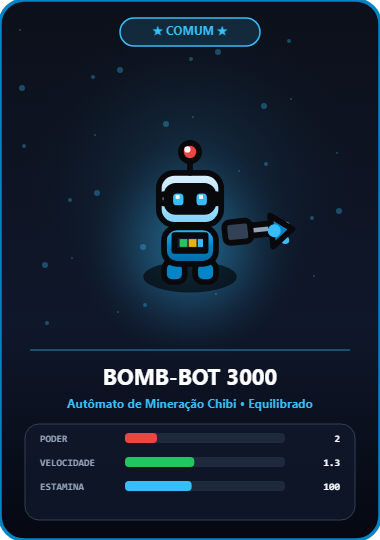 ★ COMUM ★
BOMB-BOT 3000
Autômato de Mineração Chibi • Equilibrado
PODER 2
VELOCIDADE 1.3
ESTAMINA 100